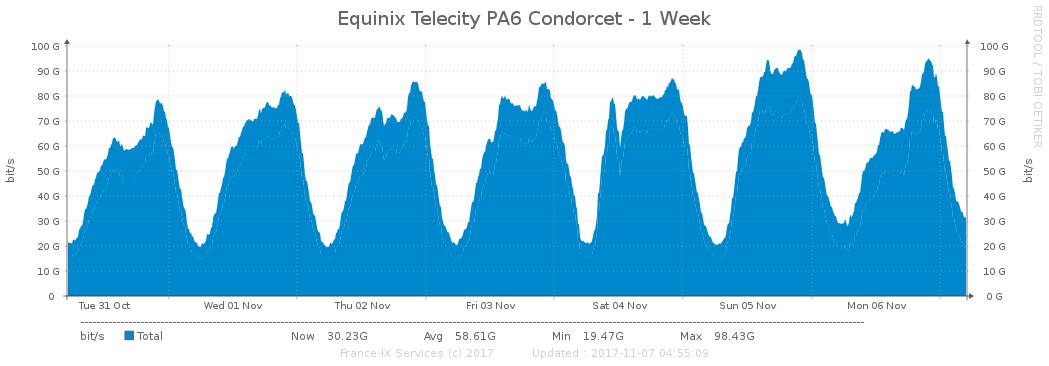 Equinix Telecity PA6 Condorcet - 1 Week
RRDTOOL / TOBI OETIKER
100 G 100 G
90 G 90 G
80 G 80 G
70 G 70 G
60 G 60 G
50 G 50 G
40 G 40 G
30 G 30 G
20 G 20 G
10 G 10 G
0 0 G
bit/s bit/s
Tue 31 Oct Wed 01 Nov Thu 02 Nov Fri 03 Nov Sat 04 Nov Sun 05 Nov Mon 06 Nov
bit/s Total Now 30.23G Avg 58.61G Min 19.47G Max 98.43G
France-IX Services (c) 2017 Updated : 2017-11-07 04:55:09